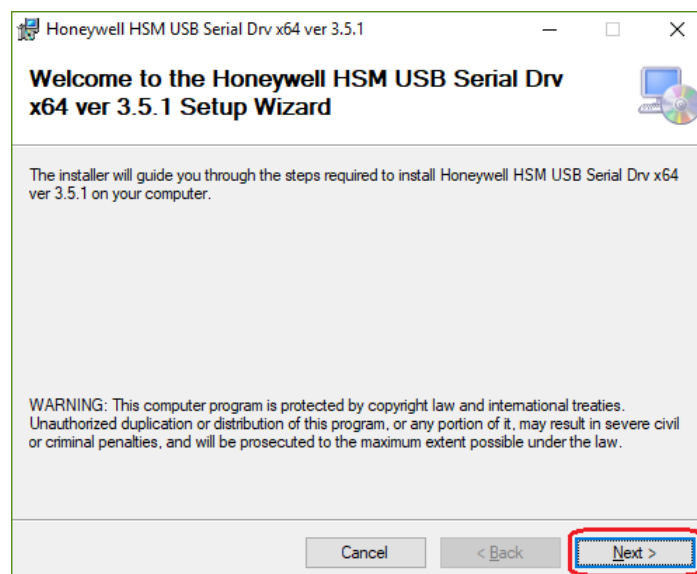 Honeywell HSM USB Serial Drv x64 ver 3.5.1
Welcome to the Honeywell HSM USB Serial Drv
x64 ver 3.5.1 Setup Wizard
The installer will guide you through the steps required to install Honeywell HSM USB Serial Drv x64
ver 3.5.1 on your computer.
WARNING: This computer program is protected by copyright law and international treaties.
Unauthorized duplication or distribution of this program, or any portion of it, may result in severe civil
or criminal penalties, and will be prosecuted to the maximum extent possible under the law.
Cancel < Back Next >